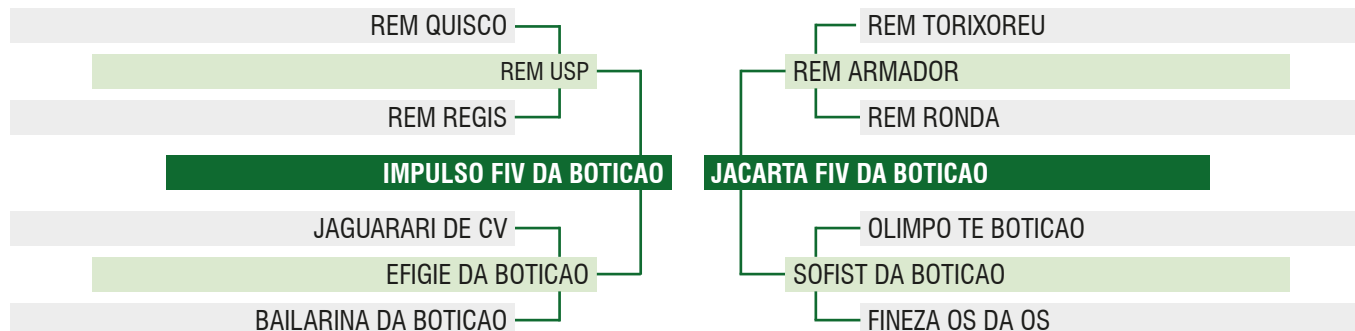 REM QUISCO
REM USP
REM REGIS
IMPULSO FIV DA BOTICAO
JAGUARARI DE CV
EFIGIE DA BOTICAO
BAILARINA DA BOTICAO
REM TORIXOREU
REM ARMADOR
REM RONDA
JACARTA FIV DA BOTICAO
OLIMPO TE BOTICAO
SOFIST DA BOTICAO
FINEZA OS DA OS